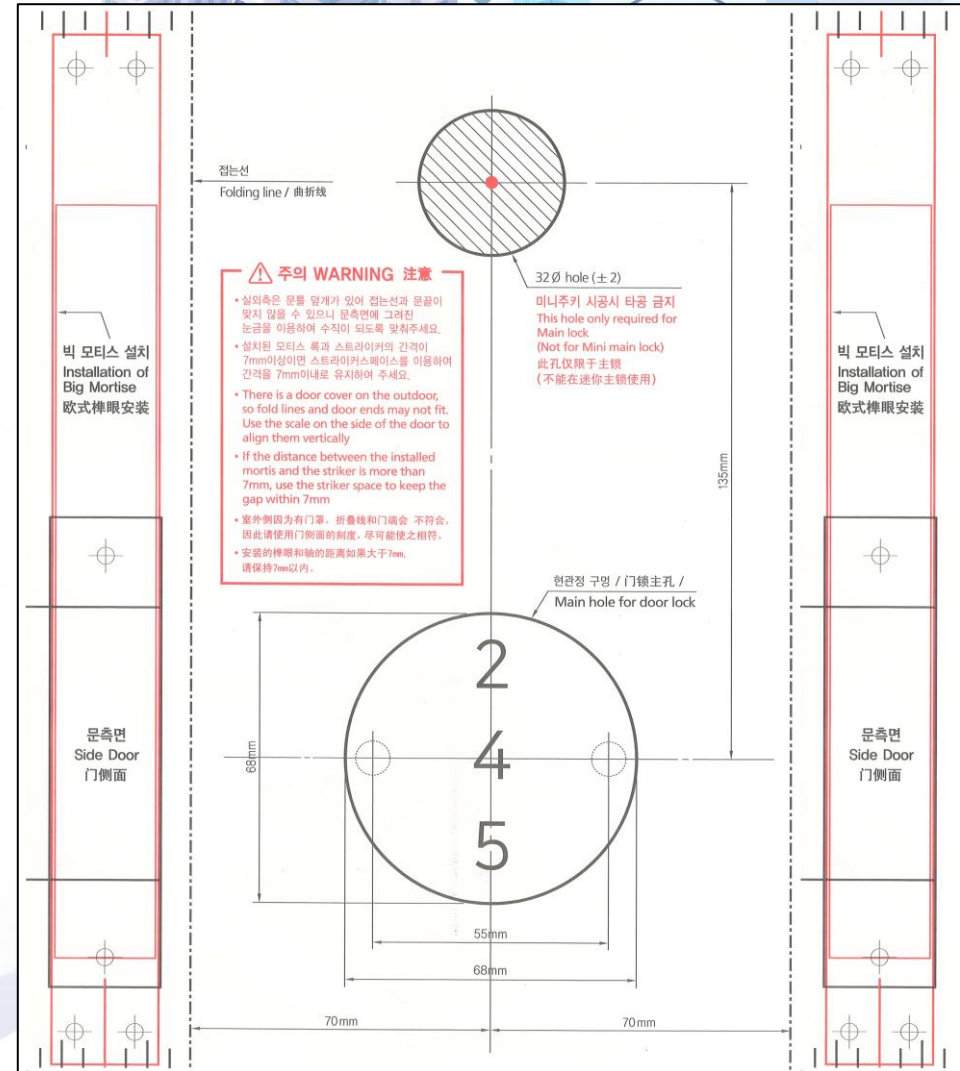 접는선
Folding line / 曲折线
32 Ø hole (± 2)
미니주키 시공시 타공 금지
This hole only required for
Main lock
(Not for Mini main lock)
此孔仅限于主锁
(不能在迷你主锁使用)
⚠ 주의 WARNING 注意
• 실외측은 문틀 덮개가 있어 접는선과 문끝이
맞지 않을 수 있으니 문측면에 그려진
눈금을 이용하여 수직이 되도록 맞춰주세요.
• 설치된 모티스 록과 스트라이커의 간격이
7mm이상이면 스트라이커스페이스를 이용하여
간격을 7mm이내로 유지하여 주세요.
• There is a door cover on the outdoor,
so fold lines and door ends may not fit.
Use the scale on the side of the door to
align them vertically
• If the distance between the installed
mortis and the striker is more than
7mm, use the striker space to keep the
gap within 7mm
• 室外侧因为有门罩，折叠线和门端会 不符合，
因此请使用门侧面的刻度，尽可能使之相符。
• 安装的榫眼和轴的距离如果大于7mm，
请保持7mm以内。
빅 모티스 설치
Installation of
Big Mortise
欧式榫眼安装
빅 모티스 설치
Installation of
Big Mortise
欧式榫眼安装
135mm
현관정 구멍 / 门锁主孔 /
Main hole for door lock
2
4
5
68mm
문측면
Side Door
门侧面
문측면
Side Door
门侧面
55mm
68mm
70mm
70mm